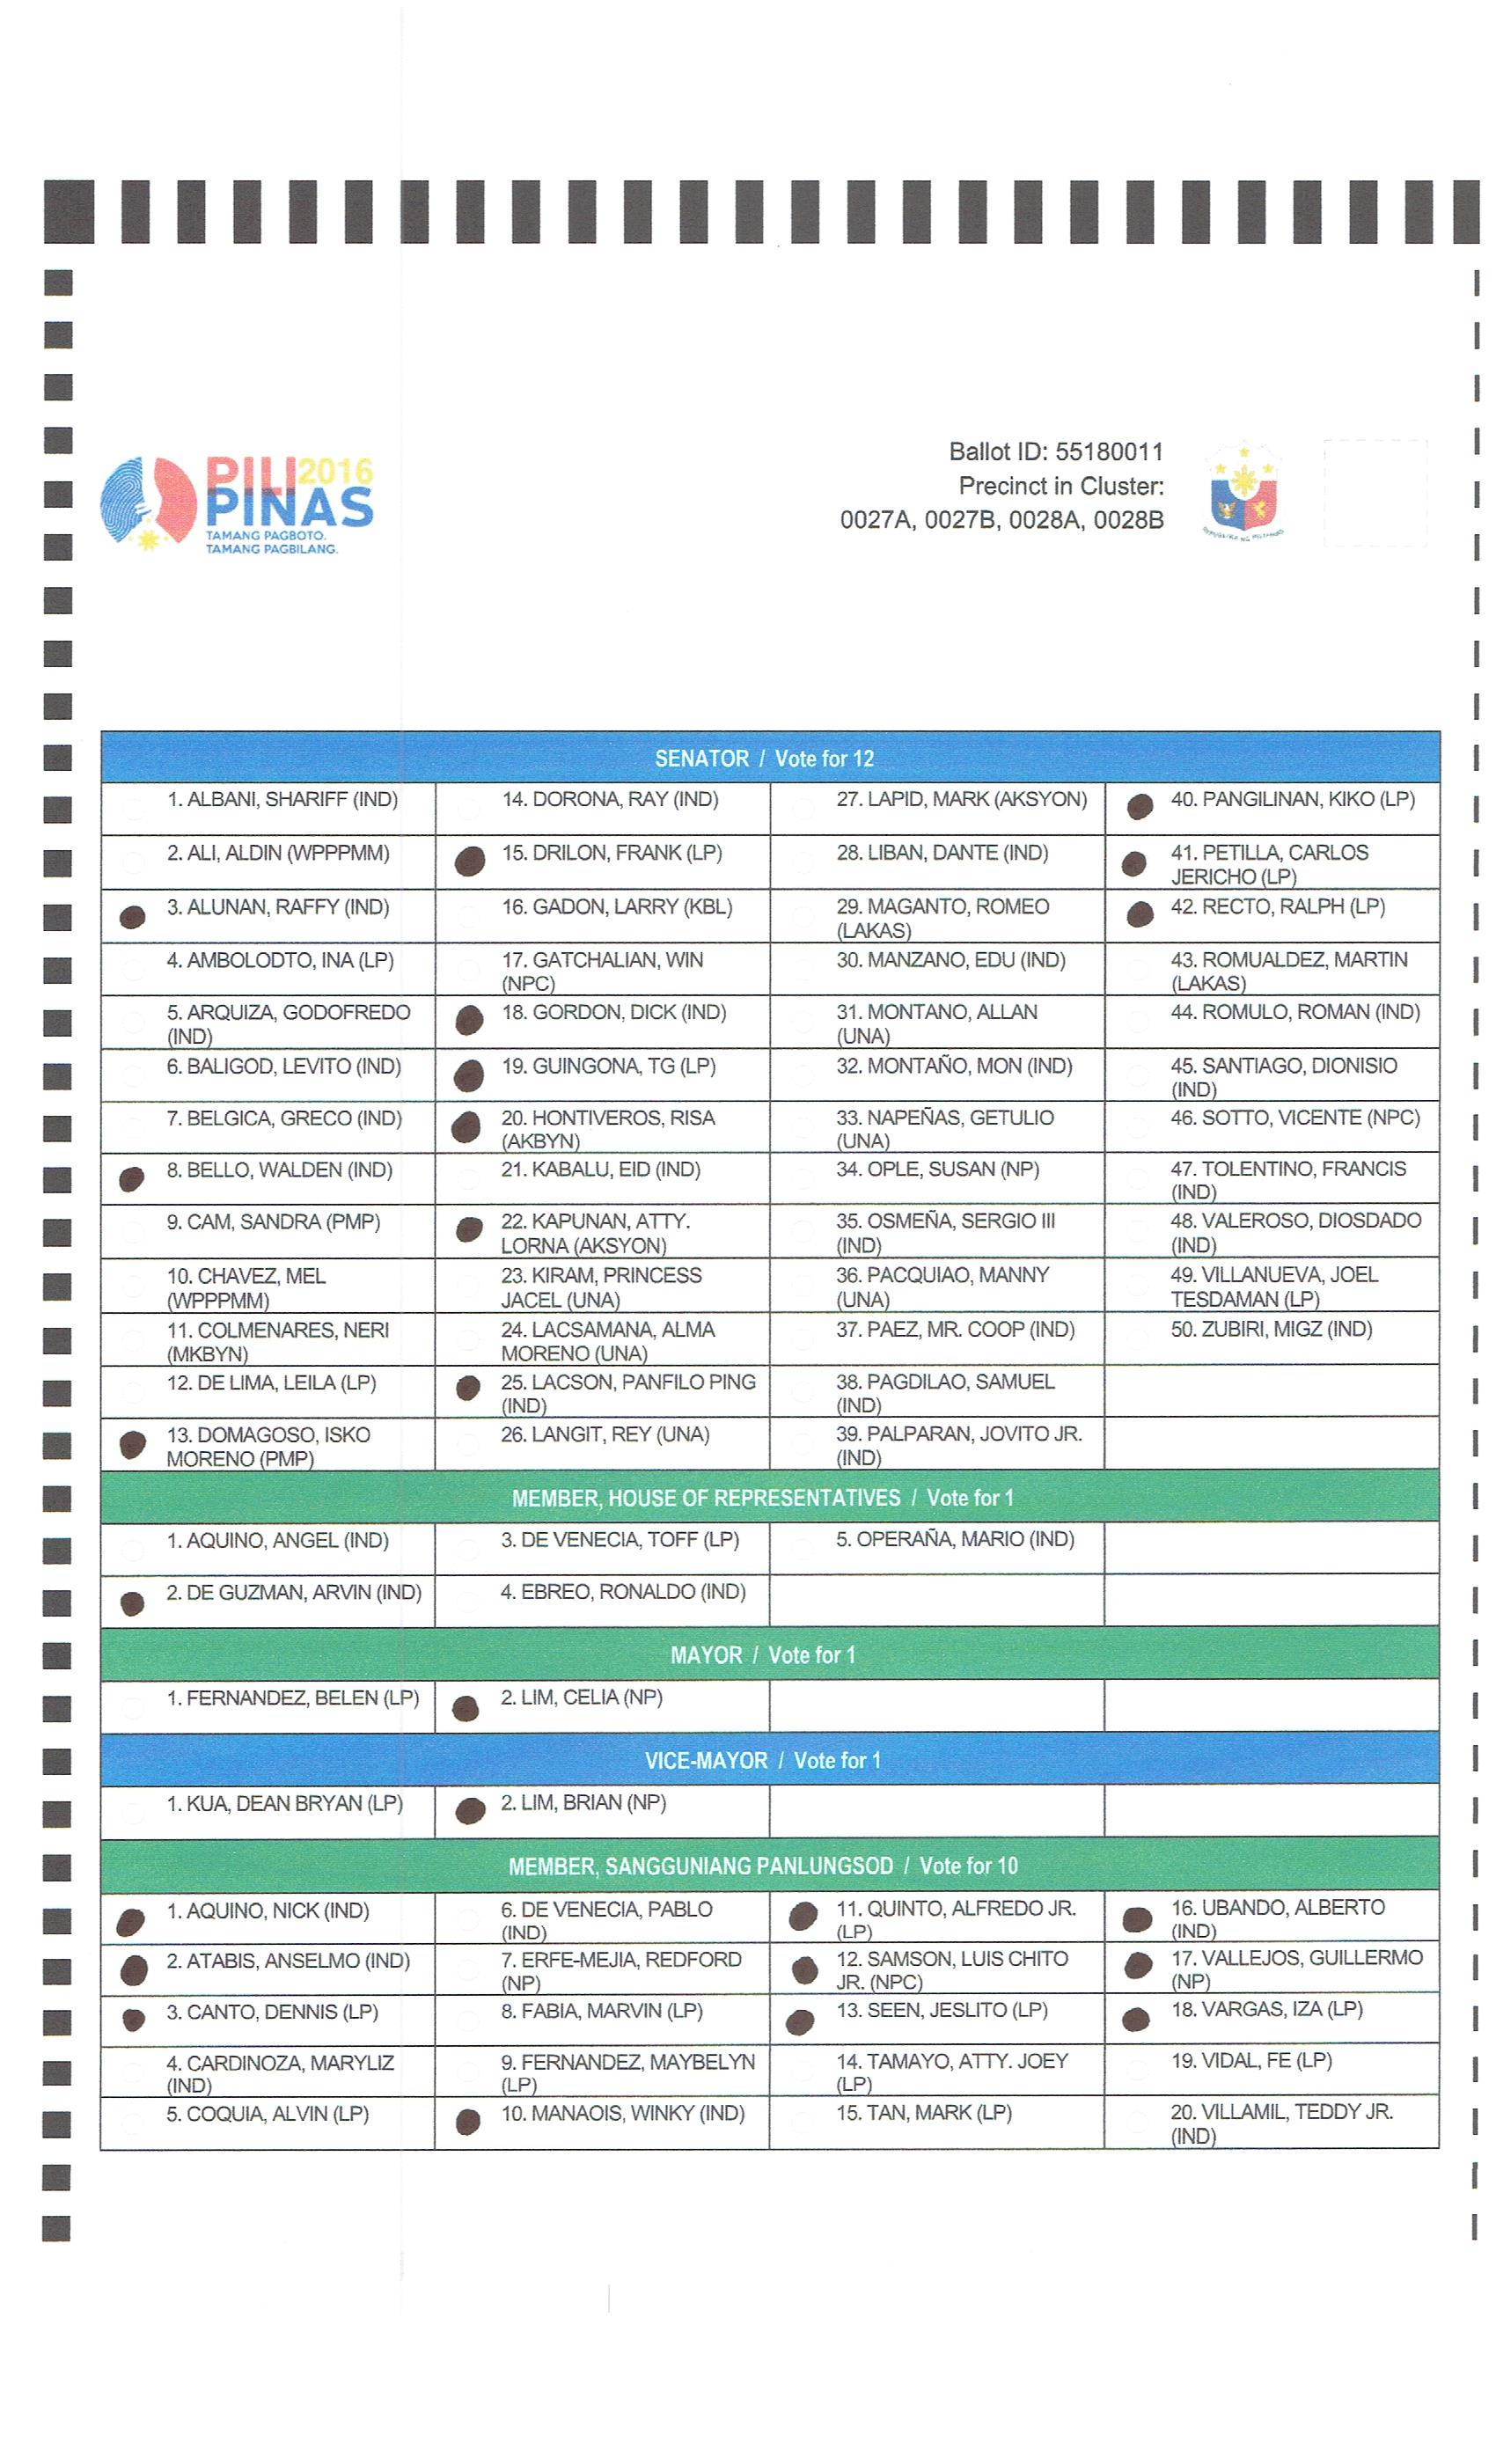 PILI2016
PINAS
TAMANG PAGBOTO.
TAMANG PAGBILANG.
Ballot ID: 55180011
Precinct in Cluster:
0027A, 0027B, 0028A, 0028B
SENATOR / Vote for 12
1. ALBANI, SHARIFF (IND)
14. DORONA, RAY (IND)
27. LAPID, MARK (AKSYON)
40. PANGILINAN, KIKO (LP)
2. ALI, ALDIN (WPPPMM)
15. DRILON, FRANK (LP)
28. LIBAN, DANTE (IND)
41. PETILLA, CARLOS
JERICHO (LP)
3. ALUNAN, RAFFY (IND)
16. GADON, LARRY (KBL)
29. MAGANTO, ROMEO
(LAKAS)
42. RECTO, RALPH (LP)
4. AMBOLODTO, INA (LP)
17. GATCHALIAN, WIN
(NPC)
30. MANZANO, EDU (IND)
43. ROMUALDEZ, MARTIN
(LAKAS)
5. ARQUIZA, GODOFREDO
(IND)
18. GORDON, DICK (IND)
31. MONTANO, ALLAN
(UNA)
44. ROMULO, ROMAN (IND)
6. BALIGOD, LEVITO (IND)
19. GUINGONA, TG (LP)
32. MONTAÑO, MON (IND)
45. SANTIAGO, DIONISIO
(IND)
7. BELGICA, GRECO (IND)
20. HONTIVEROS, RISA
(AKBYN)
33. NAPEÑAS, GETULIO
(UNA)
46. SOTTO, VICENTE (NPC)
8. BELLO, WALDEN (IND)
21. KABALU, EID (IND)
34. OPLE, SUSAN (NP)
47. TOLENTINO, FRANCIS
(IND)
9. CAM, SANDRA (PMP)
22. KAPUNAN, ATTY.
LORNA (AKSYON)
35. OSMEÑA, SERGIO III
(IND)
48. VALEROSO, DIOSDADO
(IND)
10. CHAVEZ, MEL
(WPPPMM)
23. KIRAM, PRINCESS
JACEL (UNA)
36. PACQUIAO, MANNY
(UNA)
49. VILLANUEVA, JOEL
TESDAMAN (LP)
11. COLMENARES, NERI
(MKBYN)
24. LACSAMANA, ALMA
MORENO (UNA)
37. PAEZ, MR. COOP (IND)
50. ZUBIRI, MIGZ (IND)
12. DE LIMA, LEILA (LP)
25. LACSON, PANFILO PING
(IND)
38. PAGDILAO, SAMUEL
(IND)
13. DOMAGOSO, ISKO
MORENO (PMP)
26. LANGIT, REY (UNA)
39. PALPARAN, JOVITO JR.
(IND)
MEMBER, HOUSE OF REPRESENTATIVES / Vote for 1
1. AQUINO, ANGEL (IND)
3. DE VENECIA, TOFF (LP)
5. OPERAÑA, MARIO (IND)
2. DE GUZMAN, ARVIN (IND)
4. EBREO, RONALDO (IND)
MAYOR / Vote for 1
1. FERNANDEZ, BELEN (LP)
2. LIM, CELIA (NP)
VICE-MAYOR / Vote for 1
1. KUA, DEAN BRYAN (LP)
2. LIM, BRIAN (NP)
MEMBER, SANGGUNIANG PANLUNGSOD / Vote for 10
1. AQUINO, NICK (IND)
6. DE VENECIA, PABLO
(IND)
11. QUINTO, ALFREDO JR.
(LP)
16. UBANDO, ALBERTO
(IND)
2. ATABIS, ANSELMO (IND)
7. ERFE-MEJIA, REDFORD
(NP)
12. SAMSON, LUIS CHITO
JR. (NPC)
17. VALLEJOS, GUILLERMO
(NP)
3. CANTO, DENNIS (LP)
8. FABIA, MARVIN (LP)
13. SEEN, JESLITO (LP)
18. VARGAS, IZA (LP)
4. CARDINOZA, MARYLIZ
(IND)
9. FERNANDEZ, MAYBELYN
(LP)
14. TAMAYO, ATTY. JOEY
(LP)
19. VIDAL, FE (LP)
5. COQUIA, ALVIN (LP)
10. MANAOIS, WINKY (IND)
15. TAN, MARK (LP)
20. VILLAMIL, TEDDY JR.
(IND)